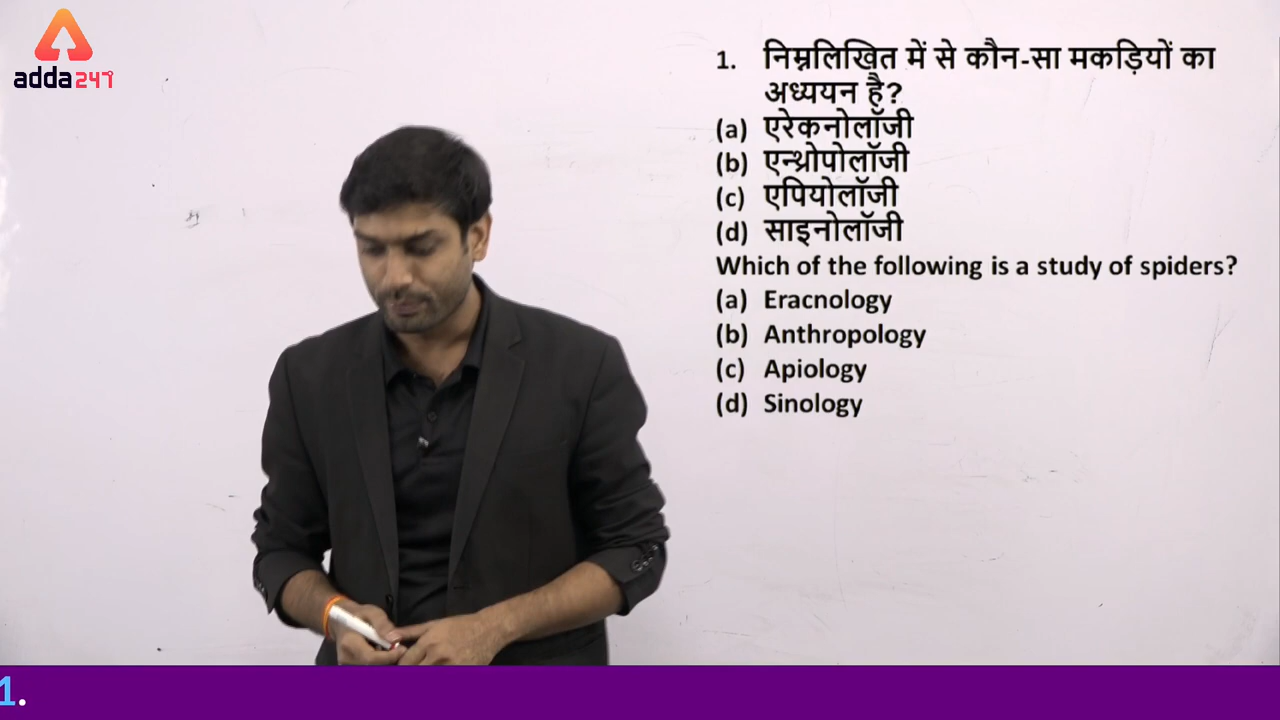 adda247
1. निम्नलिखित में से कौन-सा मकड़ियों का
अध्ययन है?
(a) एरेकनोलॉजी
(b) एन्थ्रोपोलॉजी
(c) एपियोलॉजी
(d) साइनोलॉजी
Which of the following is a study of spiders?
(a) Eracnology
(b) Anthropology
(c) Apiology
(d) Sinology
1.